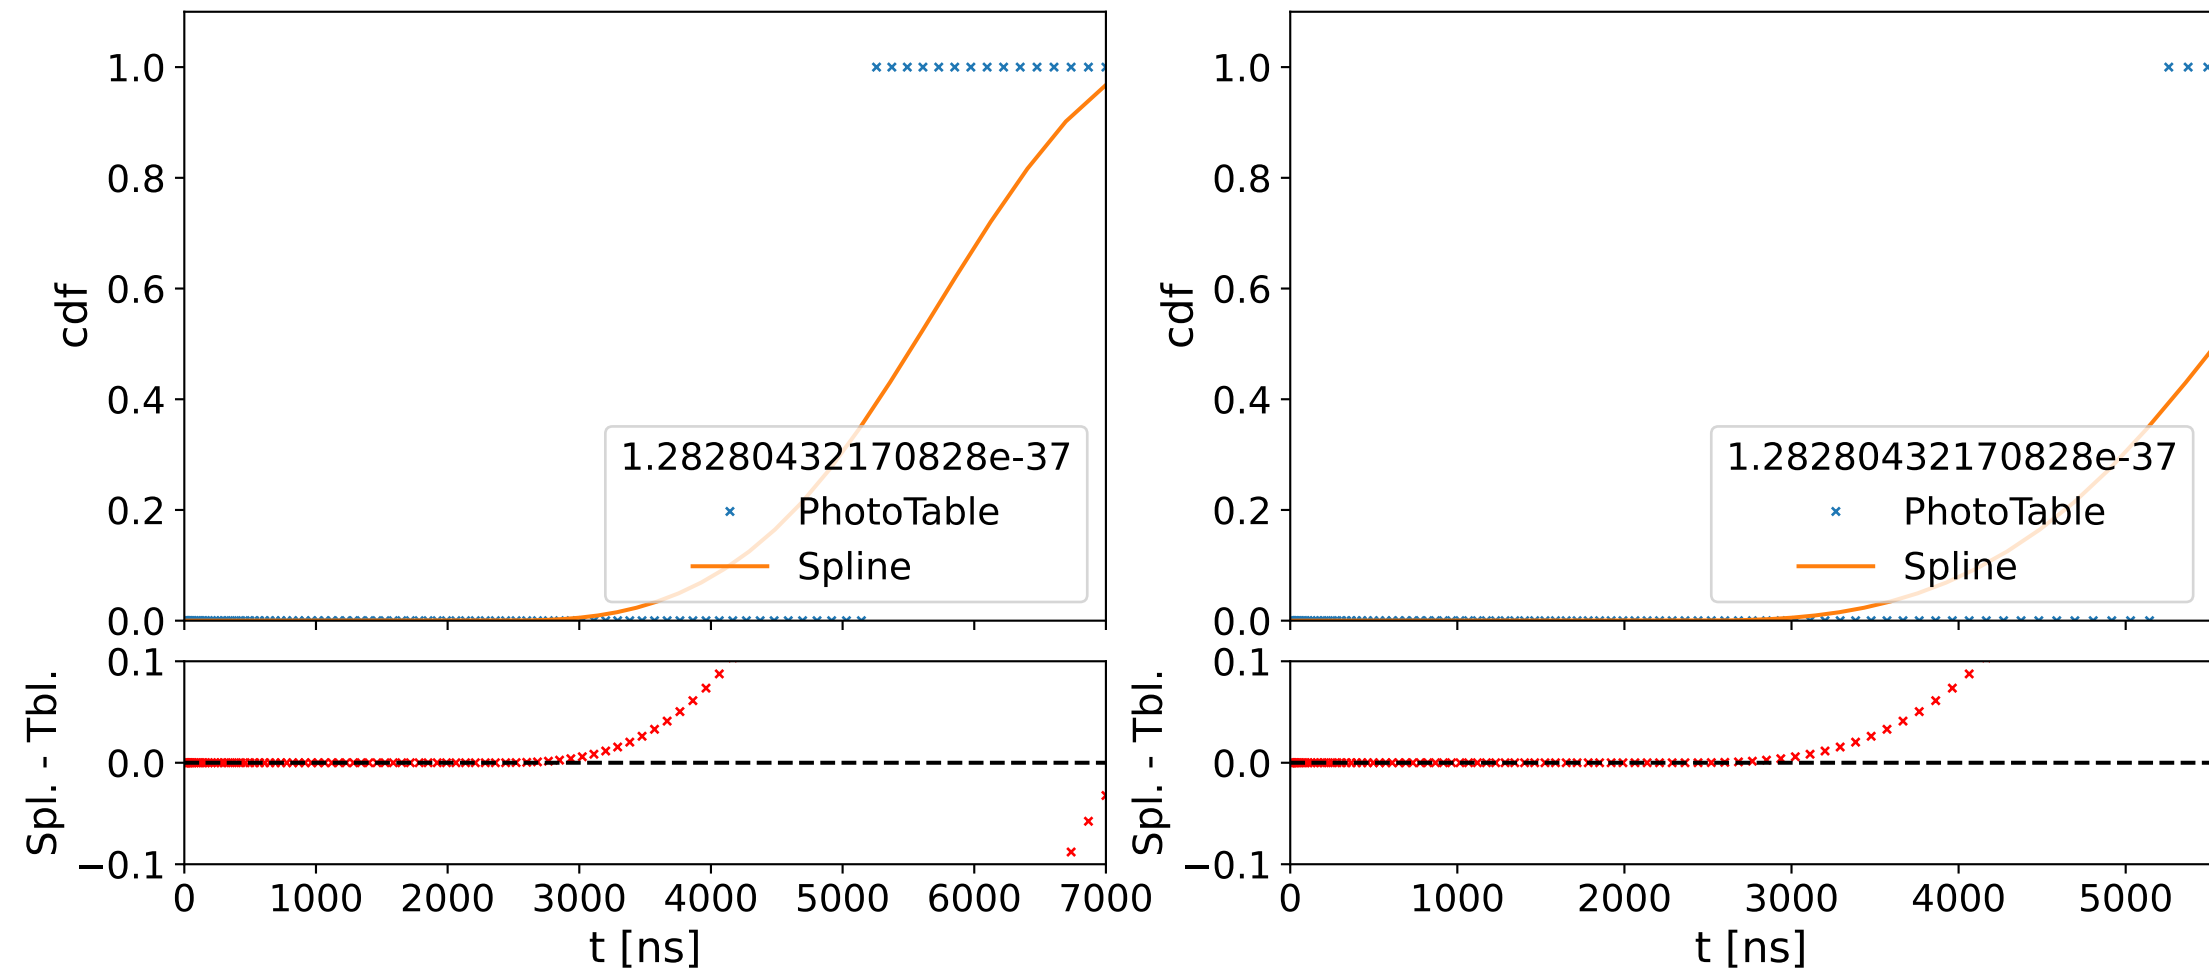 1.0
0.8
0.6
0.4
0.2
0.0
cdf
1.28280432170828e-37
PhotoTable
Spline
0.1
0.0
−0.1
Spl. - Tbl.
0 1000 2000 3000 4000 5000 6000 7000
t [ns]
1.0
0.8
0.6
0.4
0.2
0.0
cdf
1.28280432170828e-37
PhotoTable
Spline
0.1
0.0
−0.1
Spl. - Tbl.
0 1000 2000 3000 4000 5000
t [ns]